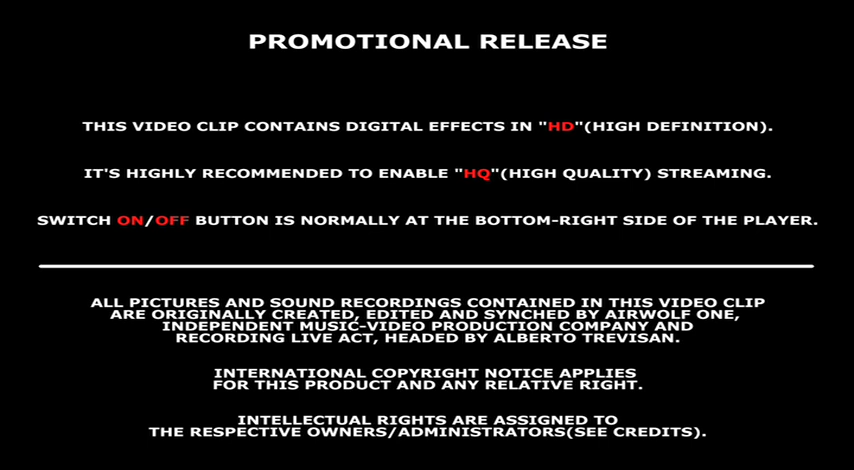 PROMOTIONAL RELEASE
THIS VIDEO CLIP CONTAINS DIGITAL EFFECTS IN "HD"(HIGH DEFINITION).
IT'S HIGHLY RECOMMENDED TO ENABLE "HQ"(HIGH QUALITY) STREAMING.
SWITCH ON/OFF BUTTON IS NORMALLY AT THE BOTTOM-RIGHT SIDE OF THE PLAYER.
ALL PICTURES AND SOUND RECORDINGS CONTAINED IN THIS VIDEO CLIP
ARE ORIGINALLY CREATED, EDITED AND SYNCHED BY AIRWOLF ONE,
INDEPENDENT MUSIC-VIDEO PRODUCTION COMPANY AND
RECORDING LIVE ACT, HEADED BY ALBERTO TREVISAN.
INTERNATIONAL COPYRIGHT NOTICE APPLIES
FOR THIS PRODUCT AND ANY RELATIVE RIGHT.
INTELLECTUAL RIGHTS ARE ASSIGNED TO
THE RESPECTIVE OWNERS/ADMINISTRATORS(SEE CREDITS).